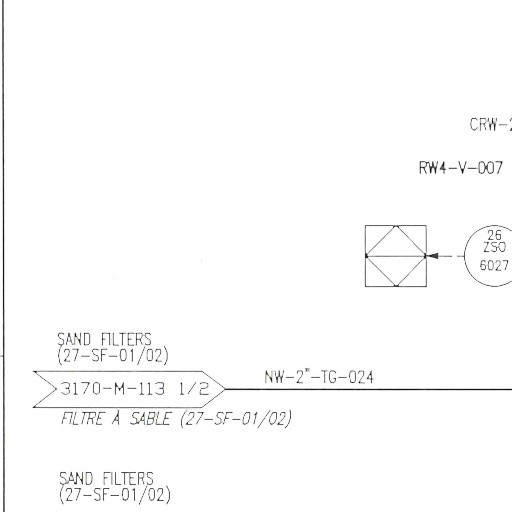 CRW-2
RW4-V-007
26
ZSO
6027
SAND FILTERS
(27-SF-01/02)
3170-M-113 1/2
NW-2"-TG-024
FILTRE À SABLE (27-SF-01/02)
SAND FILTERS
(27-SF-01/02)